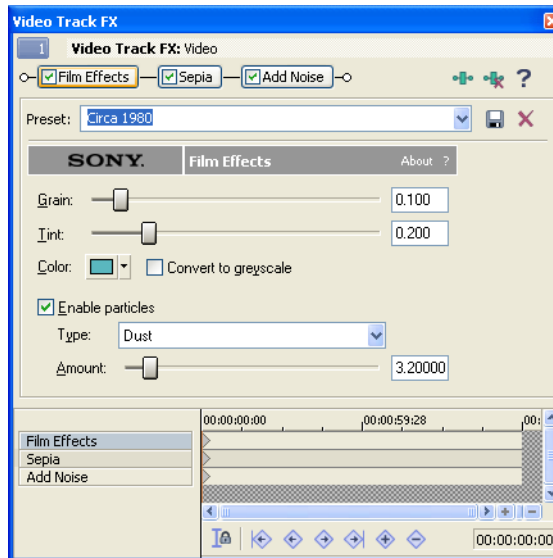 Video Track FX
1 Video Track FX: Video
Film Effects Sepia Add Noise ?
Preset: Circa 1980
SONY. Film Effects About ?
Grain: 0.100
Tint: 0.200
Color: Convert to greyscale
Enable particles
Type: Dust
Amount: 3.20000
00:00:00:00 00:00:59:28 00:
Film Effects
Sepia
Add Noise
00:00:00:00